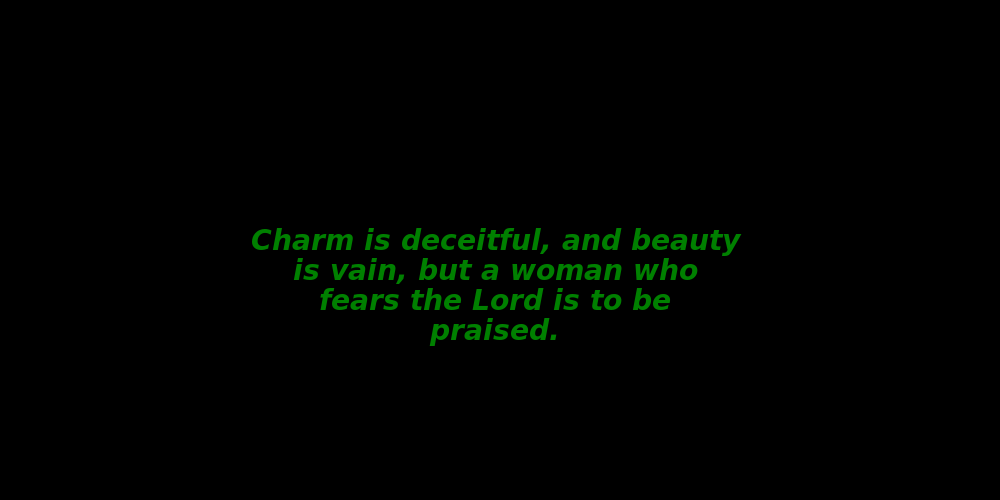 Charm is deceitful, and beauty
is vain, but a woman who
fears the Lord is to be
praised.